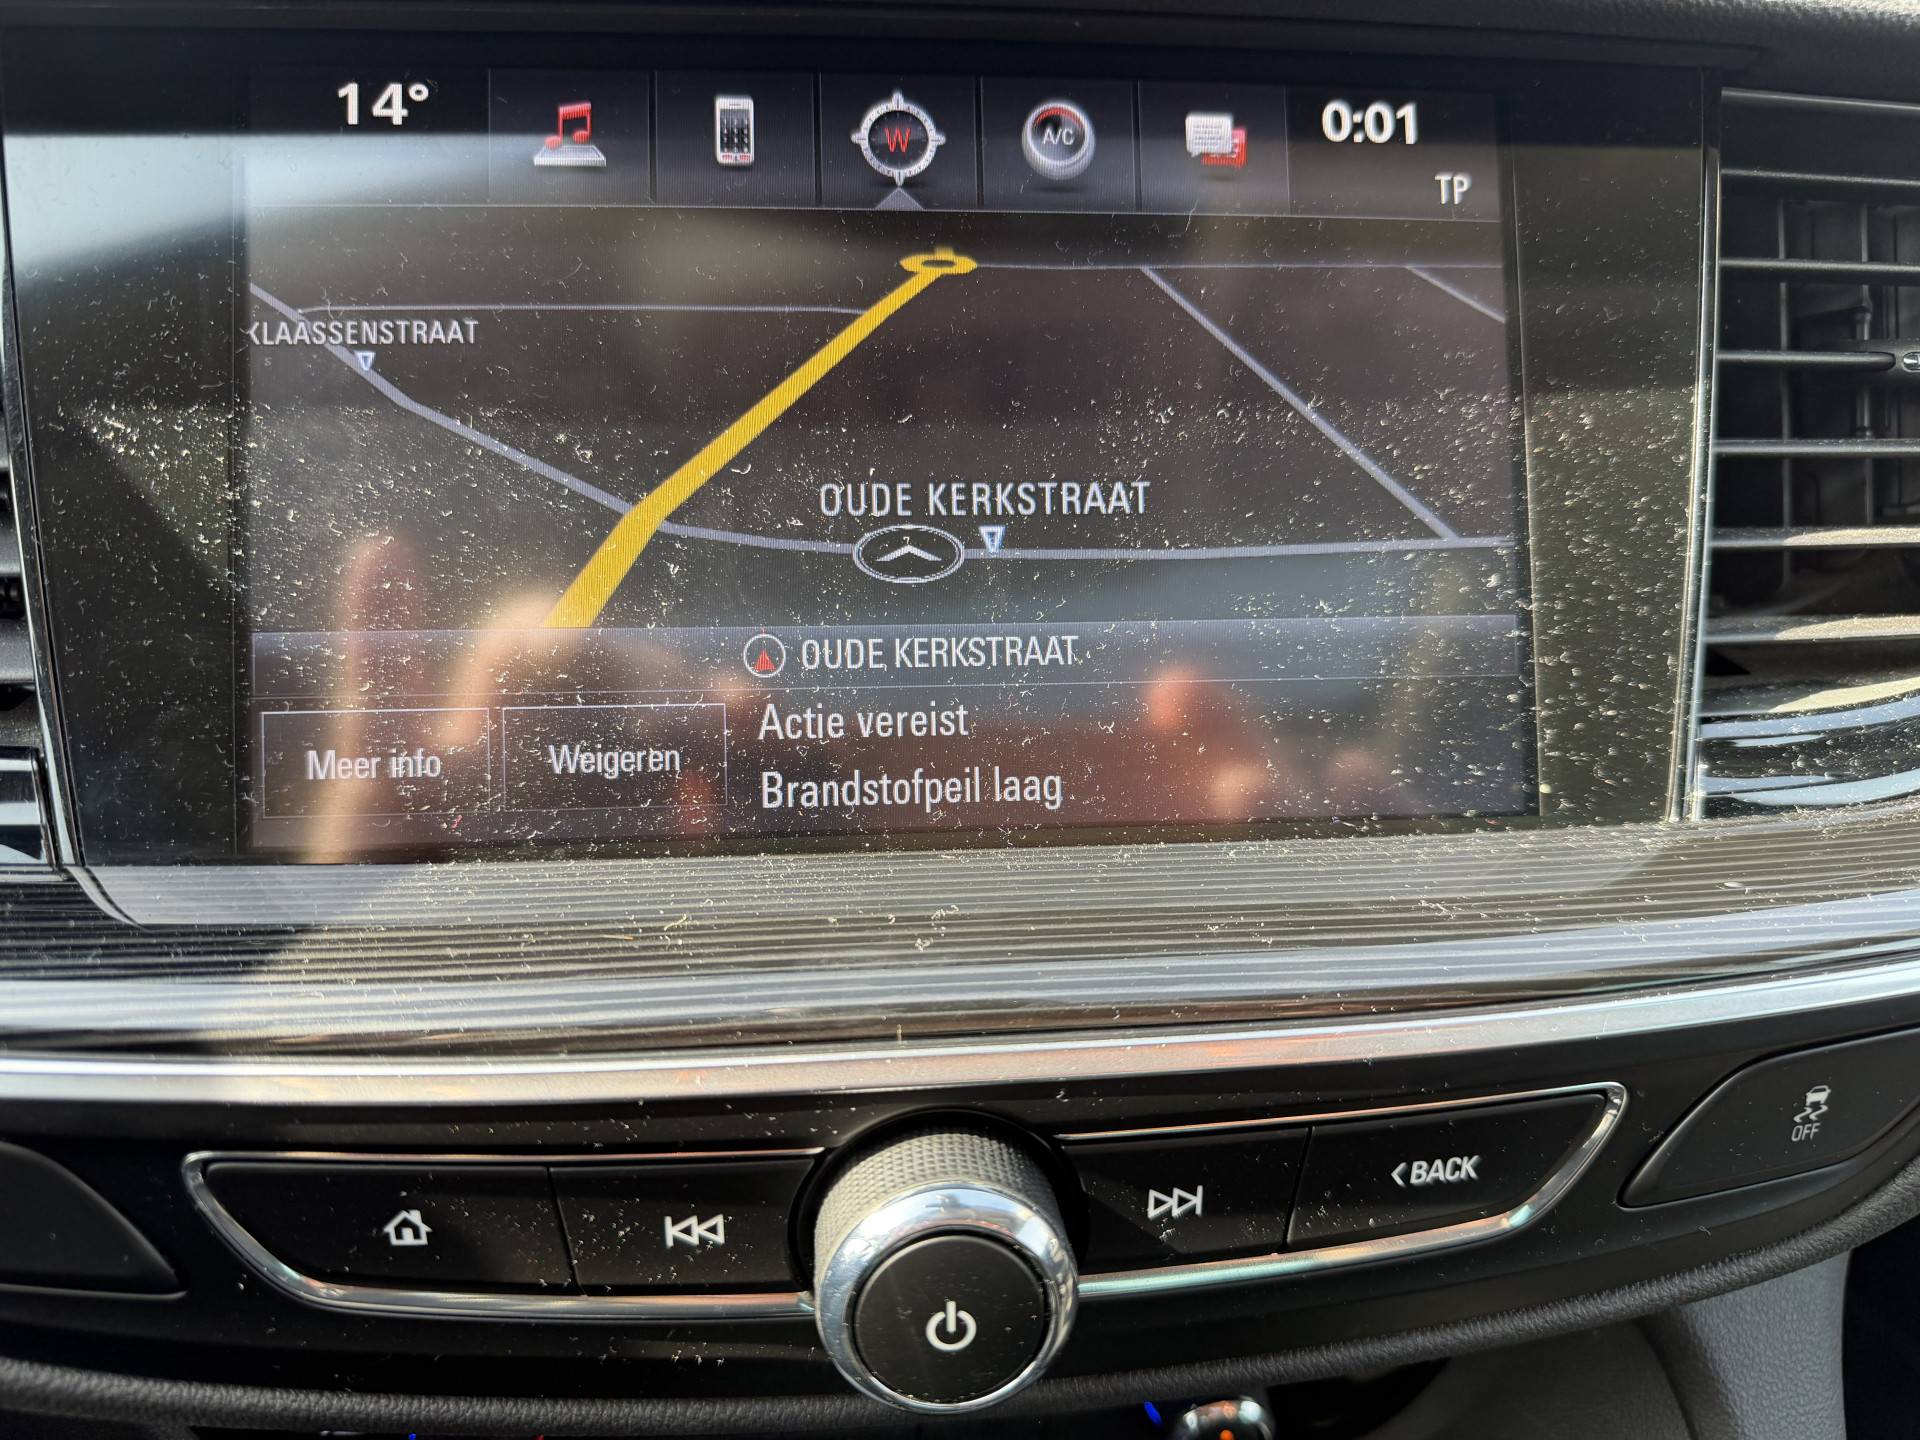 14°
W
A/C
0:01
TP
KLAASSENSTRAAT
OUDE KERKSTRAAT
OUDE KERKSTRAAT
Meer info
Weigeren
Actie vereist
Brandstofpeil laag
<BACK
OFF